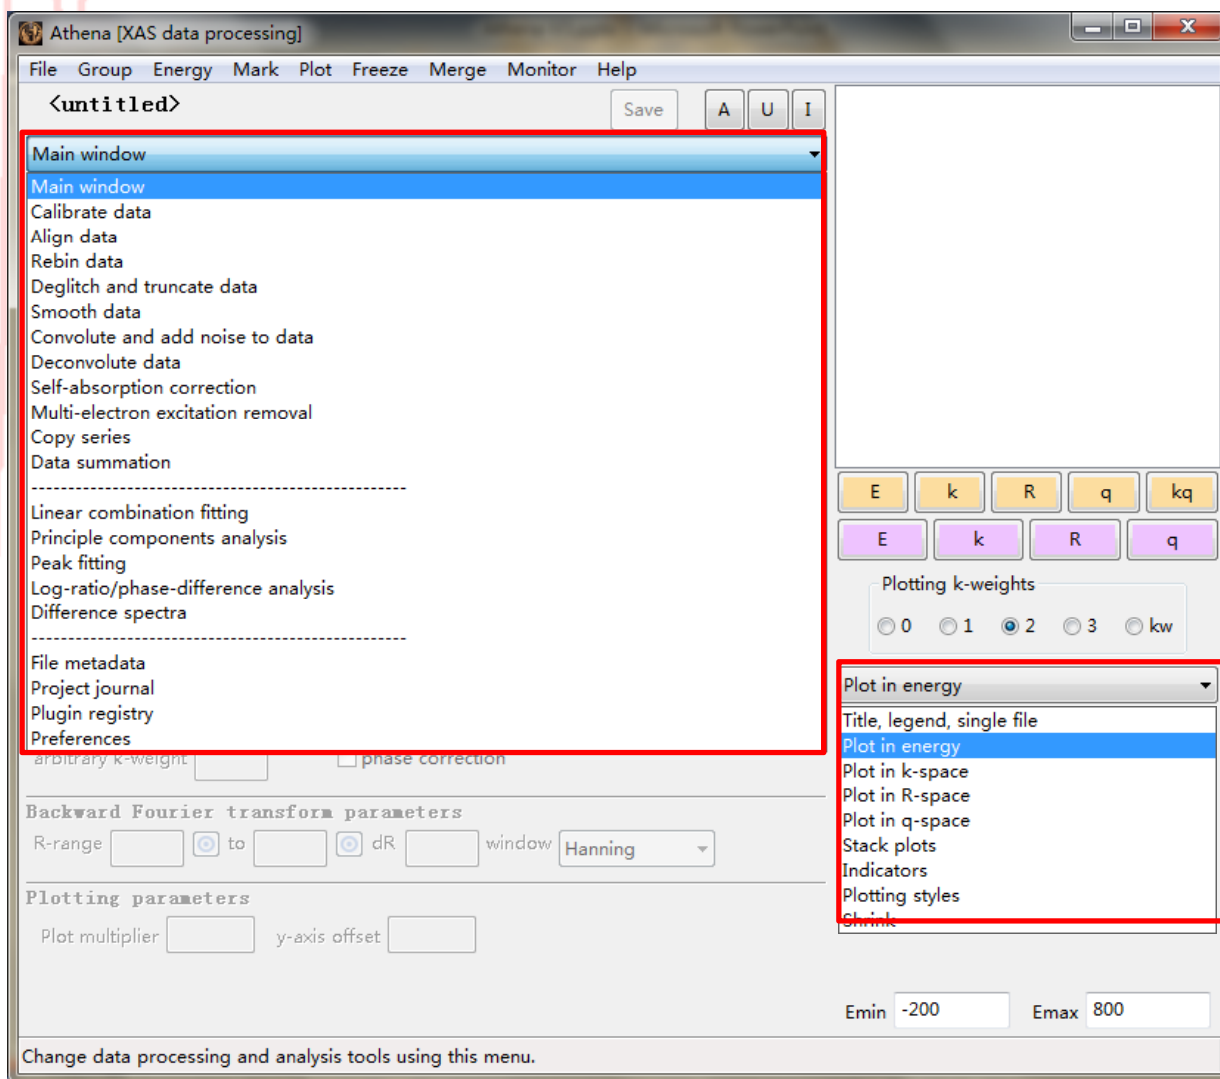 Athena [XAS data processing]
File Group Energy Mark Plot Freeze Merge Monitor Help
<untitled>
Save A U I
Main window
Main window
Calibrate data
Align data
Rebin data
Deglitch and truncate data
Smooth data
Convolute and add noise to data
Deconvolute data
Self-absorption correction
Multi-electron excitation removal
Copy series
Data summation
---------------------------------------------------
Linear combination fitting
Principle components analysis
Peak fitting
Log-ratio/phase-difference analysis
Difference spectra
---------------------------------------------------
File metadata
Project journal
Plugin registry
Preferences
arbitrary k-weight phase correction
Backward Fourier transform parameters
R-range to dR window Hanning
Plotting parameters
Plot multiplier y-axis offset
E k R q kq
E k R q
Plotting k-weights
0 1 2 3 kw
Plot in energy
Title, legend, single file
Plot in energy
Plot in k-space
Plot in R-space
Plot in q-space
Stack plots
Indicators
Plotting styles
Shrink
Emin -200 Emax 800
Change data processing and analysis tools using this menu.